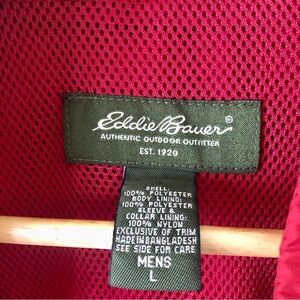 Eddie Bauer®
AUTHENTIC OUTDOOR OUTFITTER
EST. 1920
SHELL:
100% POLYESTER
BODY LINING:
100% POLYESTER
SLEEVE &
COLLAR LINING:
100% NYLON
EXCLUSIVE OF TRIM
MADE IN BANGLADESH
SEE SIDE FOR CARE
MENS
L